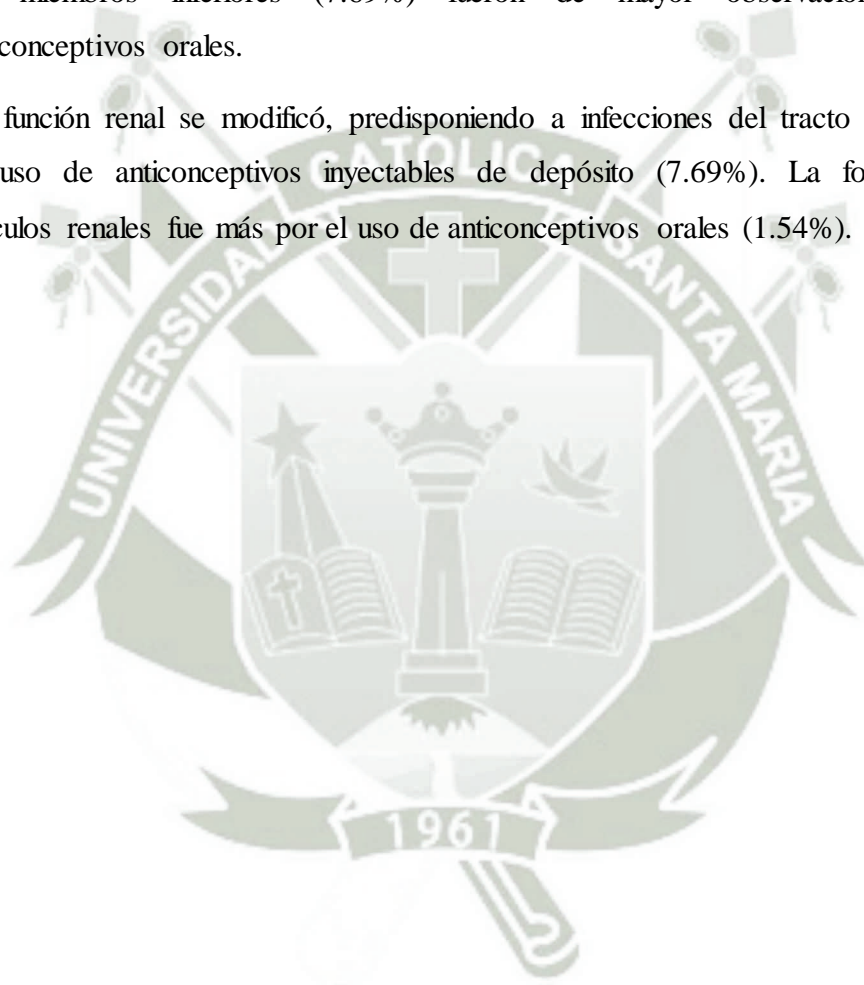 miembros inferiores (7.69%) fueron de mayor observación
conceptivos orales.
función renal se modificó, predisponiendo a infecciones del tracto
uso de anticonceptivos inyectables de depósito (7.69%). La fo
culos renales fue más por el uso de anticonceptivos orales (1.54%).
UNIVERSIDAD CATOLICA SANTA MARIA
1961